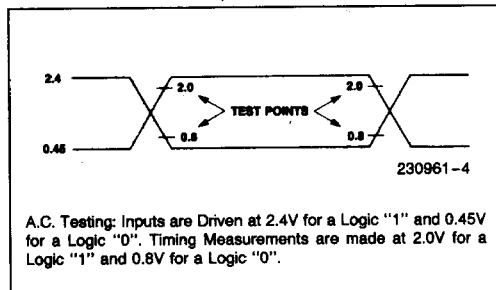 2.4
2.0
2.0
TEST POINTS
0.8
0.8
0.45
230961-4
A.C. Testing: Inputs are Driven at 2.4V for a Logic "1" and 0.45V
for a Logic "0". Timing Measurements are made at 2.0V for a
Logic "1" and 0.8V for a Logic "0".